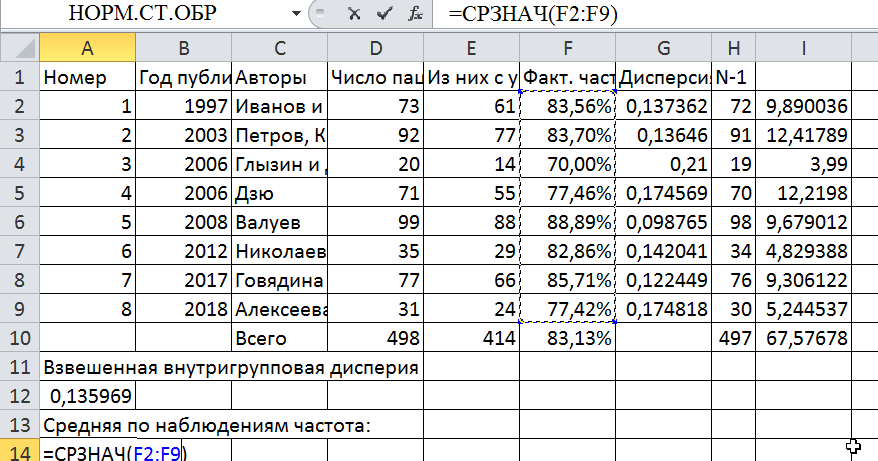 НОРМ.СТ.ОБР =СРЗНАЧ(F2:F9)
A B C D E F G H I
1 Номер Год публи Авторы Число пац Из них с у Факт. част Дисперсия N-1
2 1 1997 Иванов и 73 61 83,56% 0,137362 72 9,890036
3 2 2003 Петров, К 92 77 83,70% 0,13646 91 12,41789
4 3 2006 Глызин и д 20 14 70,00% 0,21 19 3,99
5 4 2006 Дзю 71 55 77,46% 0,174569 70 12,2198
6 5 2008 Валуев 99 88 88,89% 0,098765 98 9,679012
7 6 2012 Николаев 35 29 82,86% 0,142041 34 4,829388
8 7 2017 Говядина 77 66 85,71% 0,122449 76 9,306122
9 8 2018 Алексеева 31 24 77,42% 0,174818 30 5,244537
10 Всего 498 414 83,13% 497 67,57678
11 Взвешенная внутригрупповая дисперия
12 0,135969
13 Средняя по наблюдениям частота:
14 =СРЗНАЧ(F2:F9)